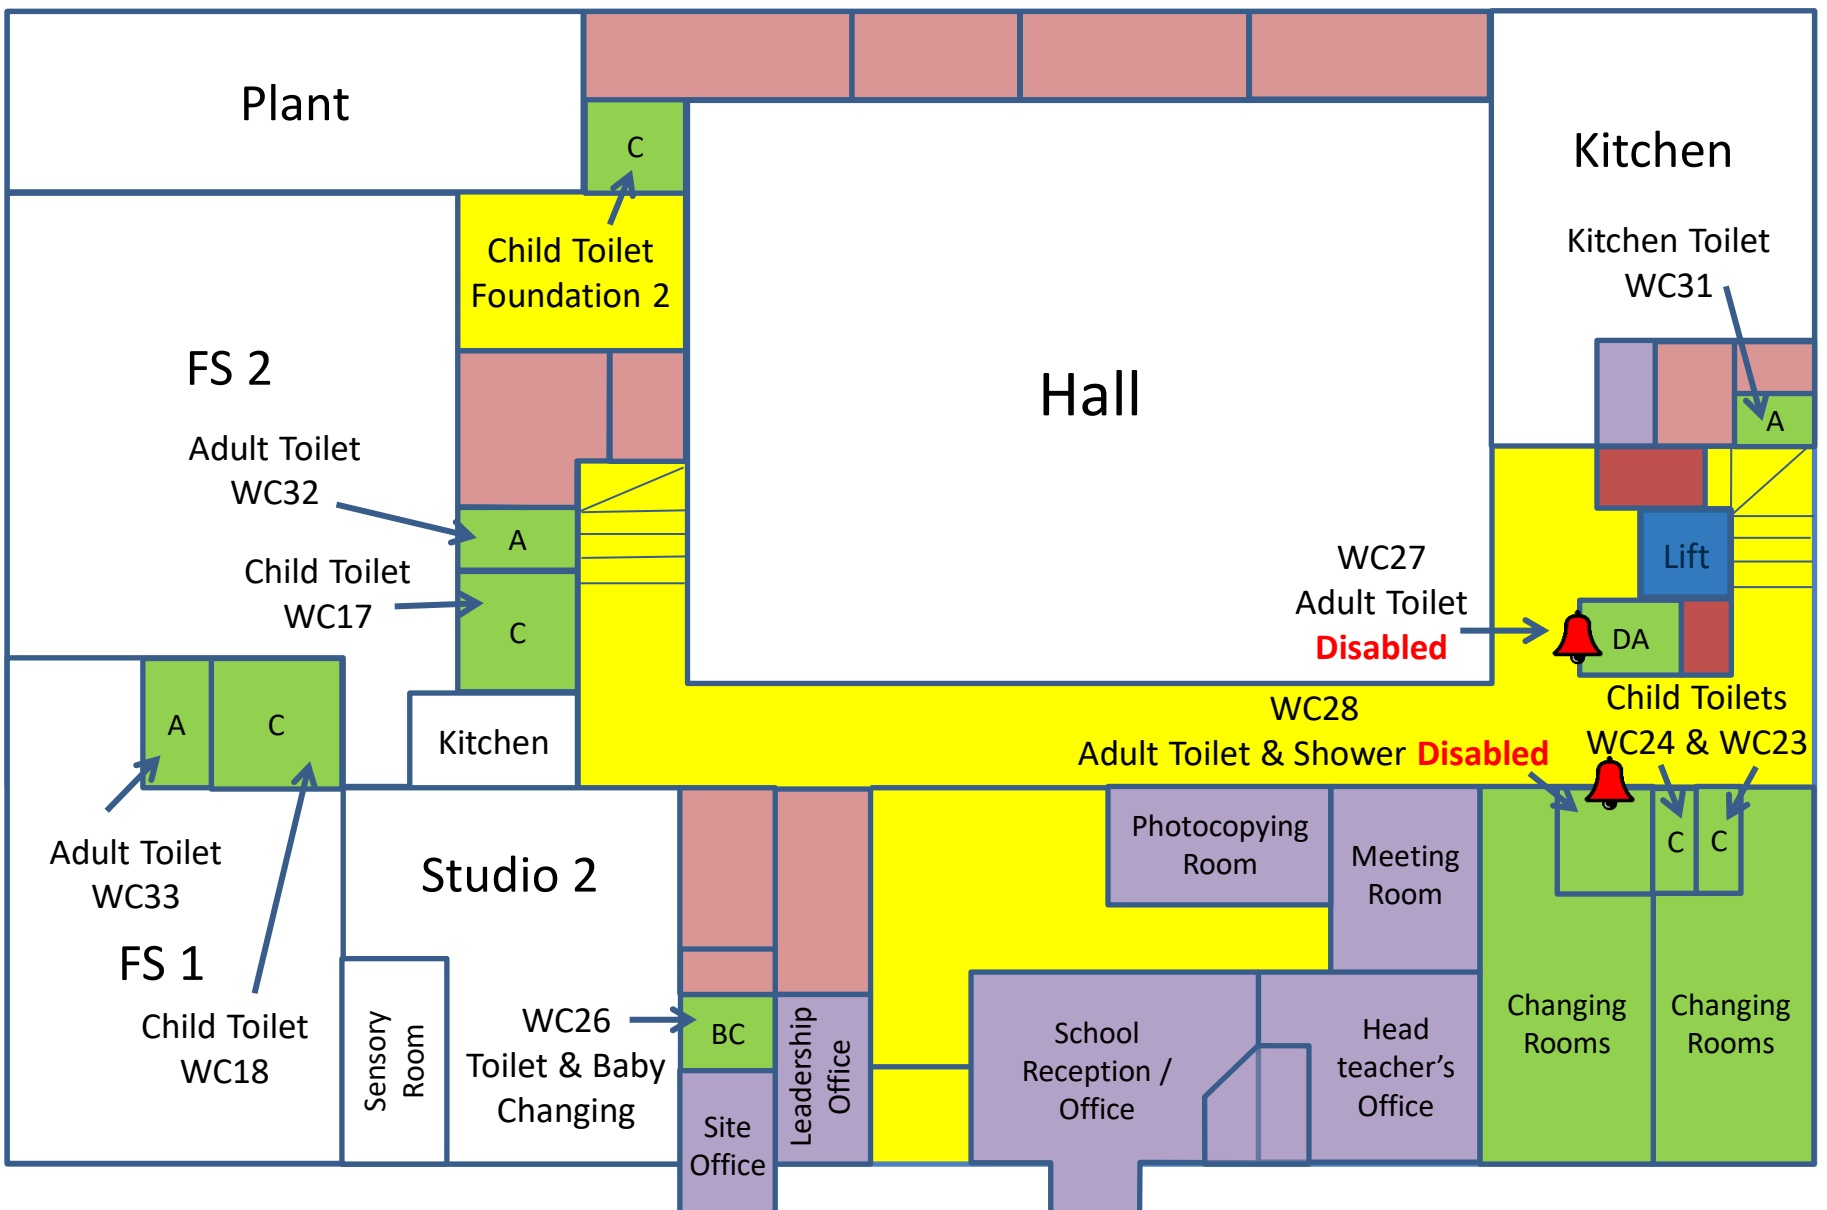 Plant
C
Kitchen
Child Toilet
Foundation 2
Kitchen Toilet
WC31
FS 2
Hall
A
Adult Toilet
WC32
A
Child Toilet
WC17
C
WC27
Adult Toilet
Disabled
Lift
DA
A
C
Kitchen
WC28
Adult Toilet & Shower Disabled
Child Toilets
WC24 & WC23
Adult Toilet
WC33
FS 1
Child Toilet
WC18
Studio 2
Sensory
Room
WC26
Toilet & Baby
Changing
BC
Site
Office
Leadership
Office
Photocopying
Room
Meeting
Room
C
C
School
Reception /
Office
Head
teacher's
Office
Changing
Rooms
Changing
Rooms